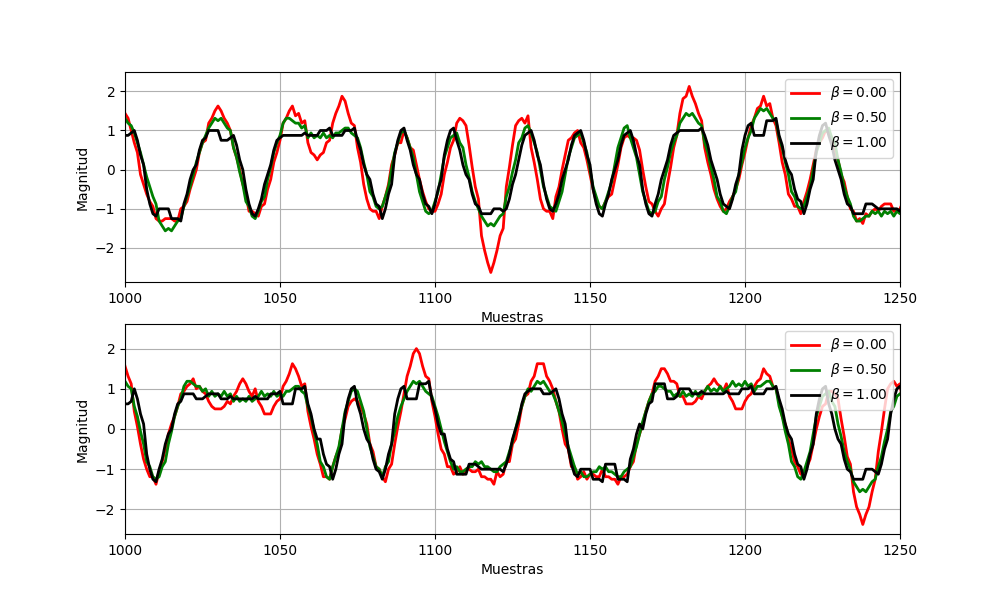 2
1
0
−1
−2
Magnitud
β = 0.00
β = 0.50
β = 1.00
1000 1050 1100 1150 1200 1250
Muestras
2
1
0
−1
−2
Magnitud
β = 0.00
β = 0.50
β = 1.00
1000 1050 1100 1150 1200 1250
Muestras